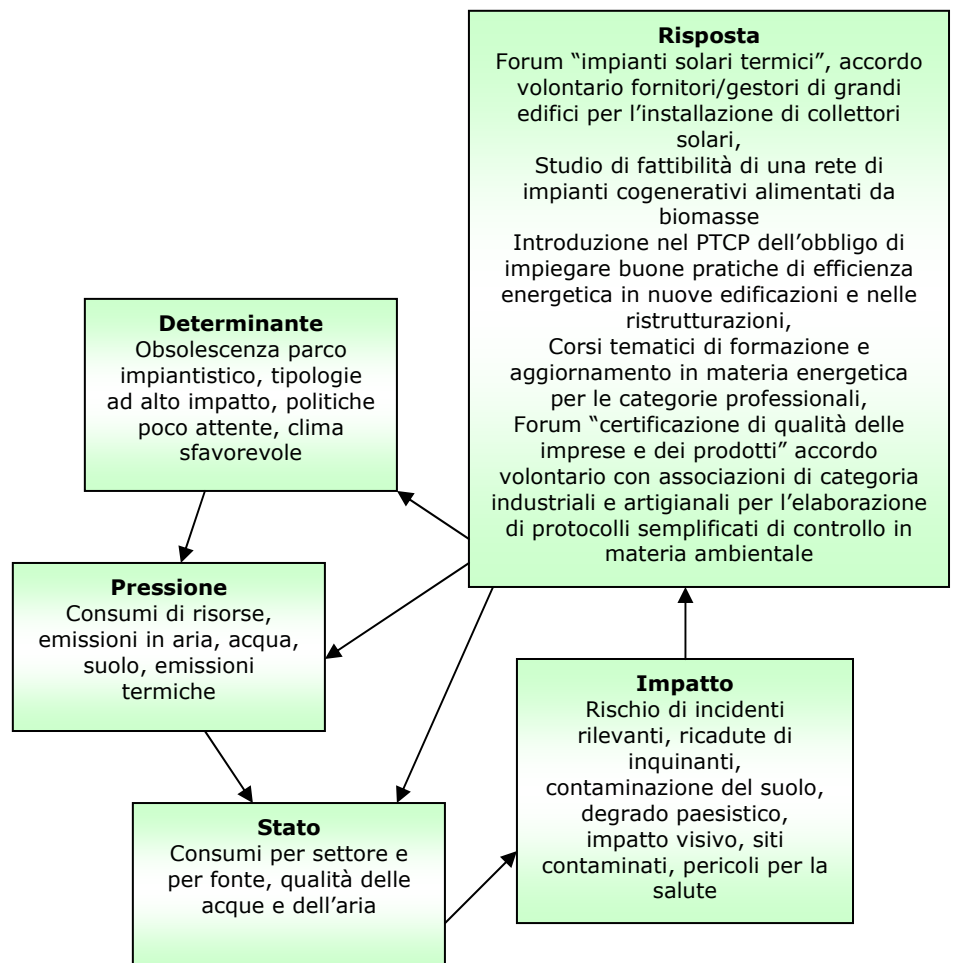 Risposta
Forum “impianti solari termici”, accordo
volontario fornitori/gestori di grandi
edifici per l’installazione di collettori
solari,
Studio di fattibilità di una rete di
impianti cogenerativi alimentati da
biomasse
Introduzione nel PTCP dell’obbligo di
impiegare buone pratiche di efficienza
energetica in nuove edificazioni e nelle
ristrutturazioni,
Corsi tematici di formazione e
aggiornamento in materia energetica
per le categorie professionali,
Forum “certificazione di qualità delle
imprese e dei prodotti” accordo
volontario con associazioni di categoria
industriali e artigianali per l’elaborazione
di protocolli semplificati di controllo in
materia ambientale
Determinante
Obsolescenza parco
impiantistico, tipologie
ad alto impatto, politiche
poco attente, clima
sfavorevole
Pressione
Consumi di risorse,
emissioni in aria, acqua,
suolo, emissioni
termiche
Impatto
Rischio di incidenti
rilevanti, ricadute di
inquinanti,
contaminazione del suolo,
degrado paesistico,
impatto visivo, siti
contaminati, pericoli per la
salute
Stato
Consumi per settore e
per fonte, qualità delle
acque e dell’aria